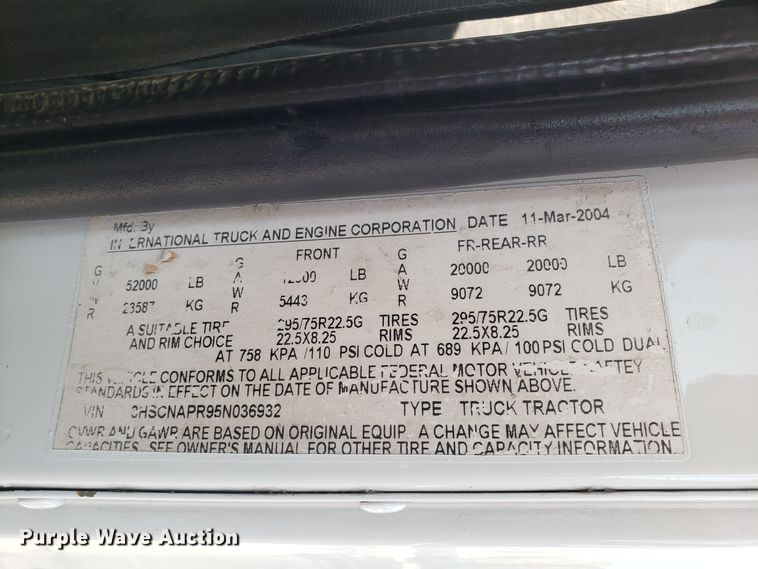 Mfd. By
INTERNATIONAL TRUCK AND ENGINE CORPORATION DATE 11-Mar-2004
G FRONT G FR-REAR-RR
G
V 52000 LB A 12000 LB A 20000 20000 LB
W W W
R 23587 KG R 5443 KG R 9072 9072 KG
A SUITABLE TIRE 295/75R22.5G TIRES 295/75R22.5G TIRES
AND RIM CHOICE 22.5X8.25 RIMS 22.5X8.25 RIMS
AT 758 KPA /110 PSI COLD AT 689 KPA / 100 PSI COLD DUAL
THIS VEHICLE CONFORMS TO ALL APPLICABLE FEDERAL MOTOR VEHICLE SAFTEY
STANDARDS IN EFFECT ON THE DATE OF MANUFACTURE SHOWN ABOVE.
VIN 3HSCNAPR95N036932 TYPE TRUCK TRACTOR
GVWR AND GAWR ARE BASED ON ORIGINAL EQUIP. A CHANGE MAY AFFECT VEHICLE
CAPACITIES. SEE OWNER'S MANUAL FOR OTHER TIRE AND CAPACITY INFORMATION.
Purple Wave Auction